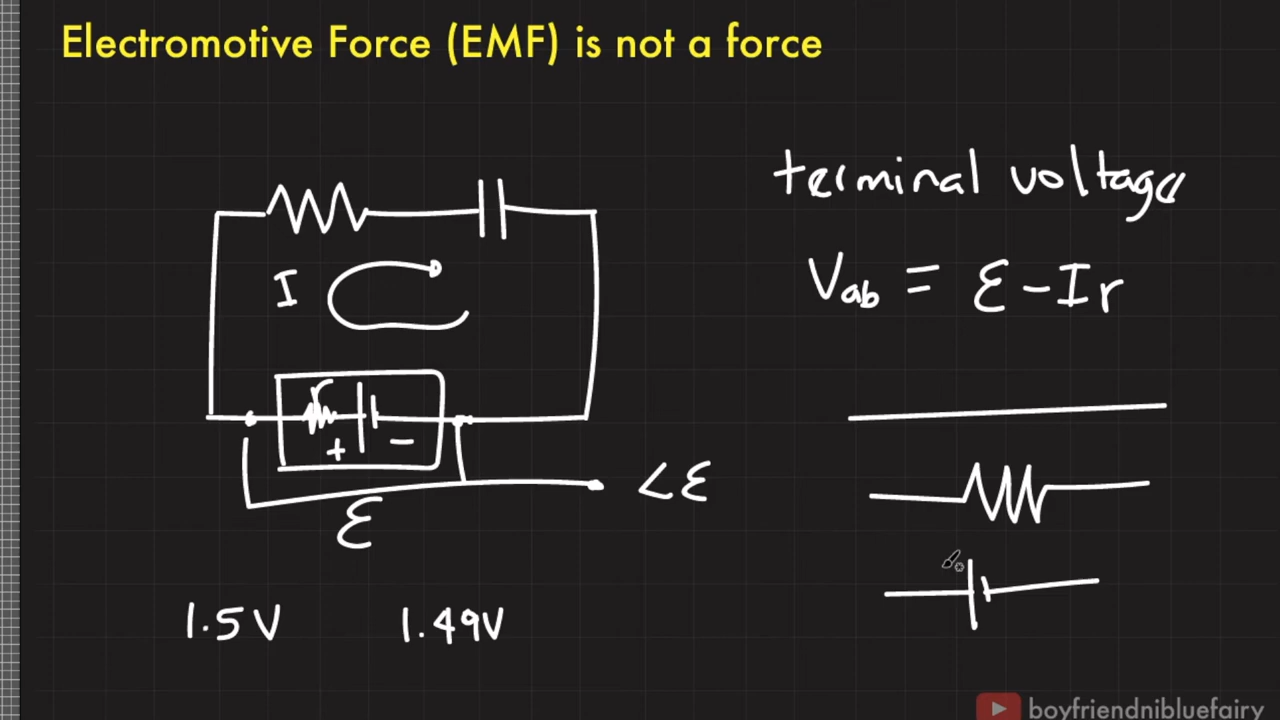 Electromotive Force (EMF) is not a force
terminal voltage
Vab = ε - Ir
I
r
+ -
ε
< ε
1.5V 1.49V
boyfriendnibluefairy